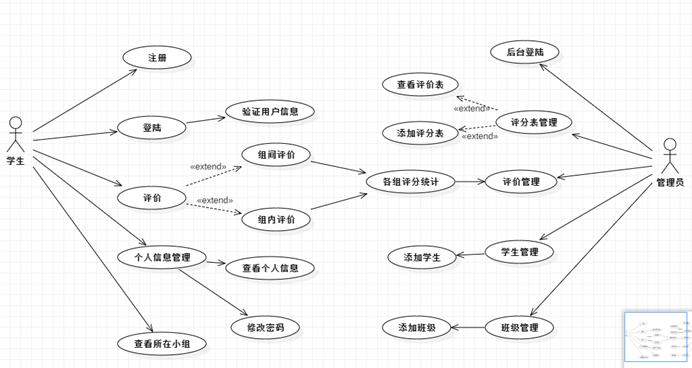 注册
后台登陆
查看评价表
«extend»
验证用户信息
登陆
评分表管理
添加评分表
«extend»
学生
组间评价
«extend»
各组评分统计
评价管理
管理员
评价
«extend»
组内评价
个人信息管理
查看个人信息
添加学生
学生管理
修改密码
添加班级
班级管理
查看所在小组